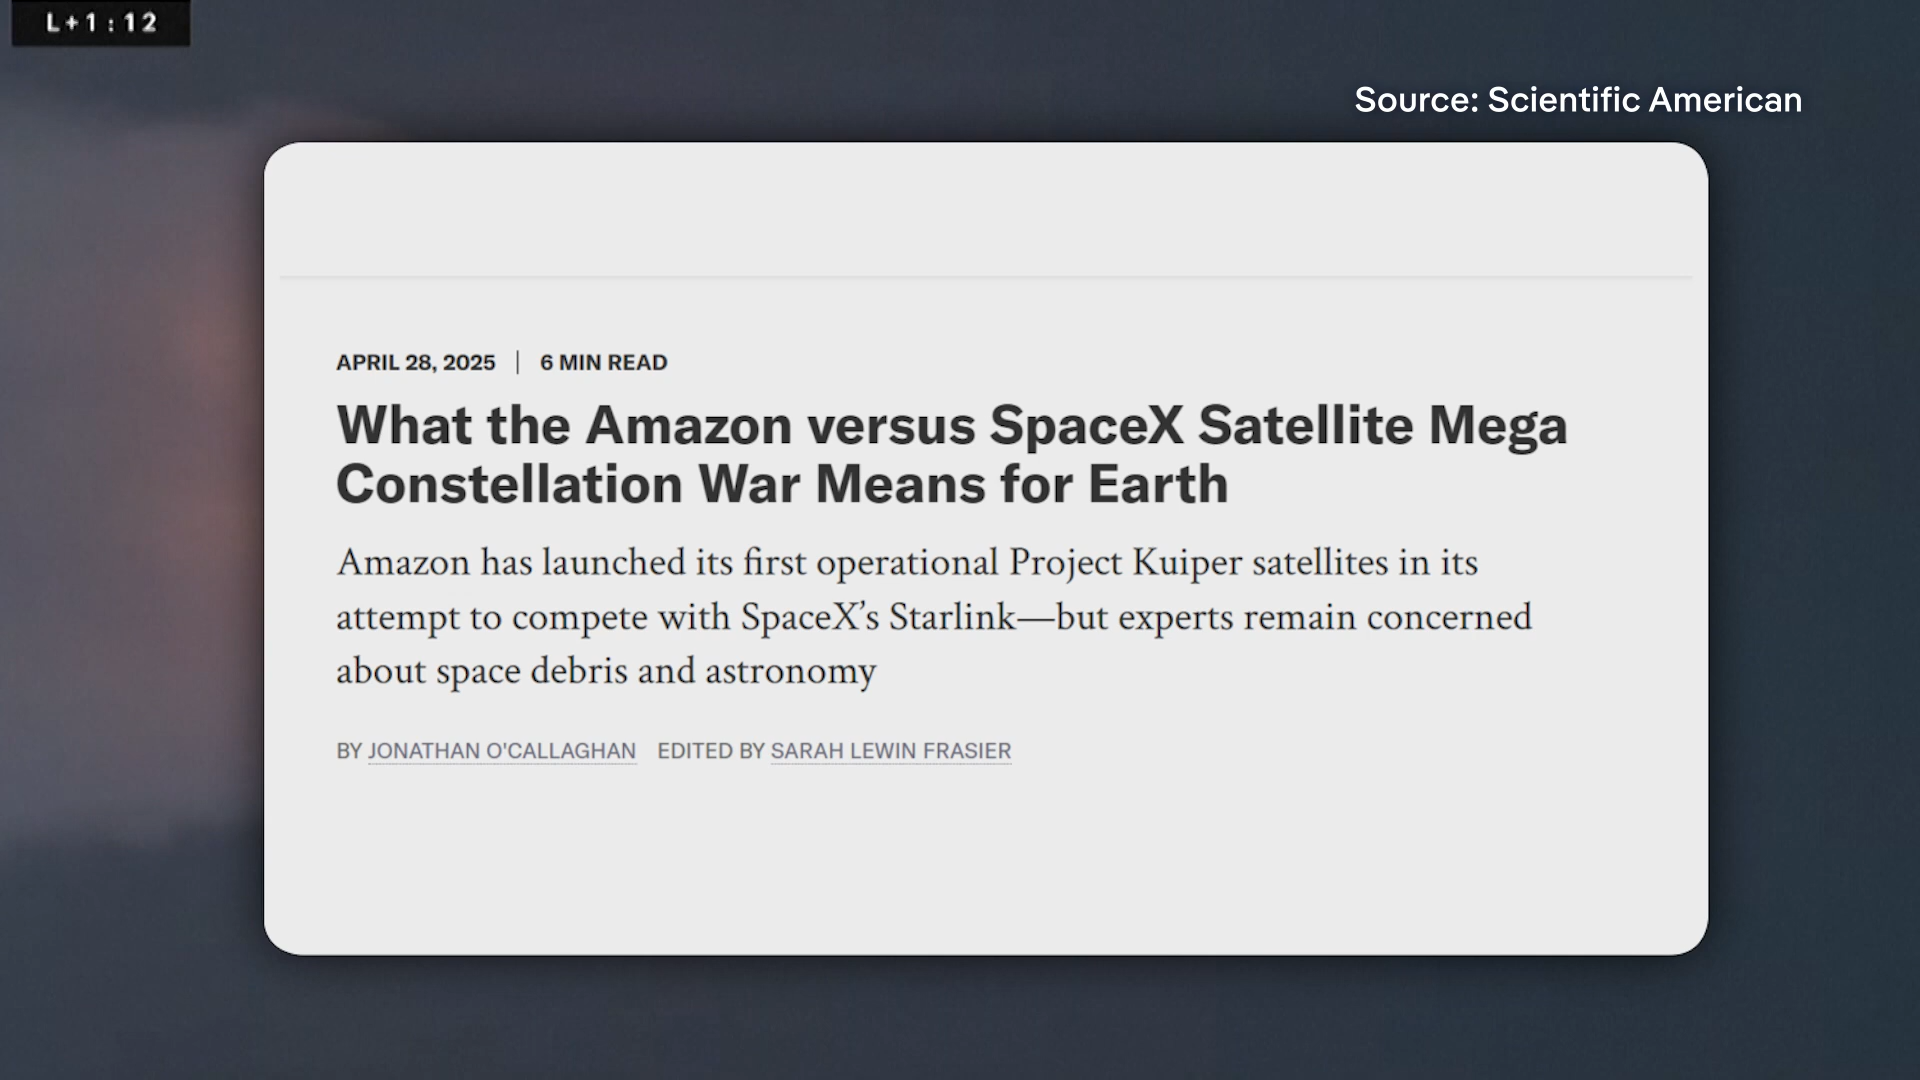 L+1:12
Source: Scientific American
APRIL 28, 2025 | 6 MIN READ
What the Amazon versus SpaceX Satellite Mega
Constellation War Means for Earth
Amazon has launched its first operational Project Kuiper satellites in its
attempt to compete with SpaceX’s Starlink—but experts remain concerned
about space debris and astronomy
BY JONATHAN O'CALLAGHAN EDITED BY SARAH LEWIN FRASIER